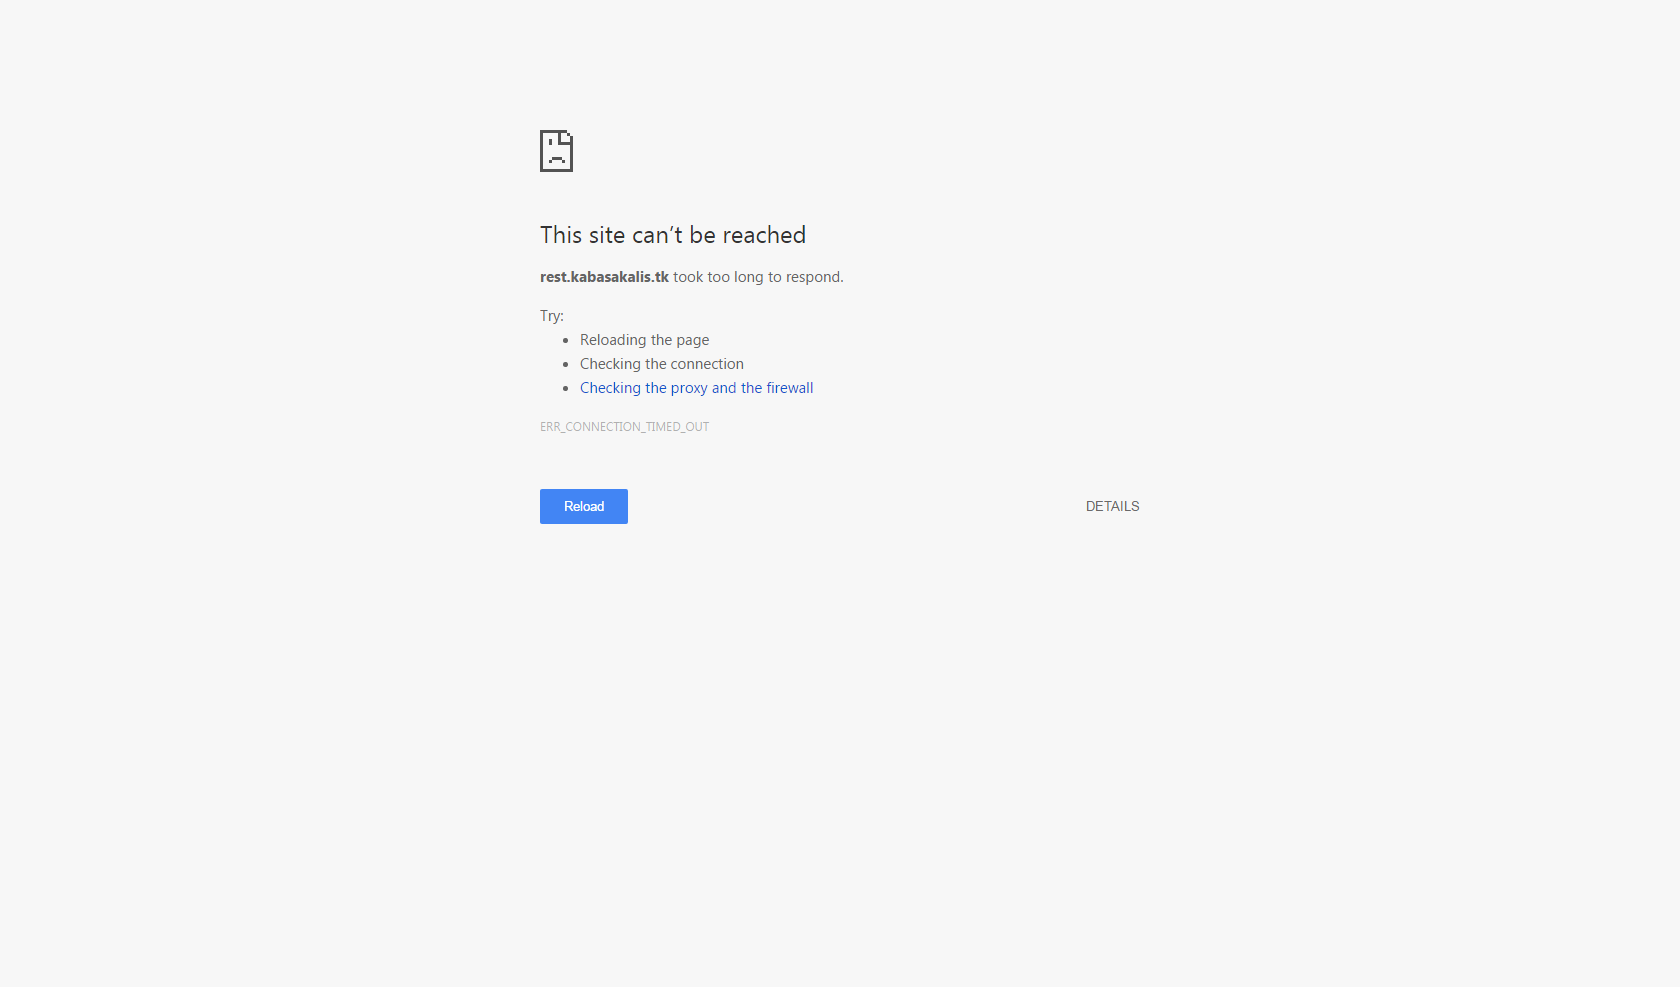 This site can’t be reached
rest.kabasakalis.tk took too long to respond.
Try:
Reloading the page
Checking the connection
Checking the proxy and the firewall
ERR_CONNECTION_TIMED_OUT
Reload DETAILS